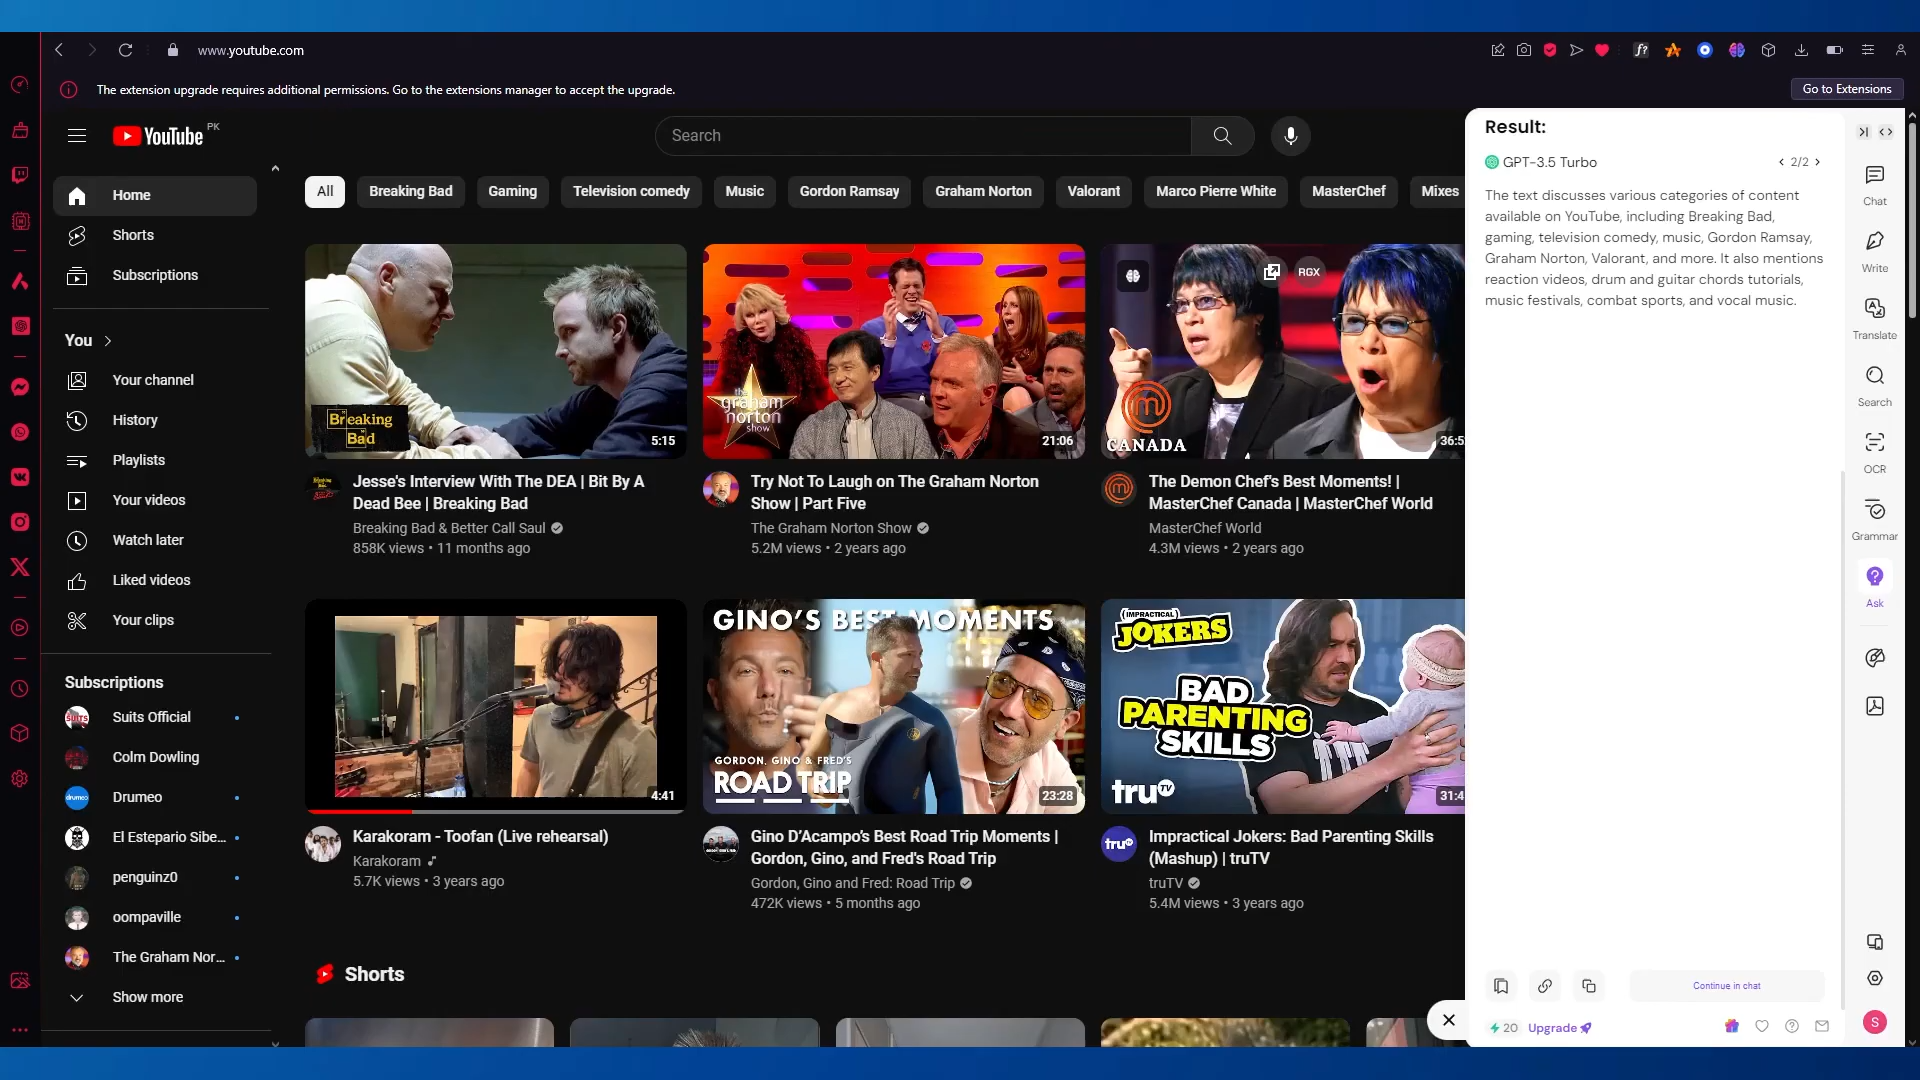 www.youtube.com
The extension upgrade requires additional permissions. Go to the extensions manager to accept the upgrade.
Go to Extensions
YouTube PK
Search
Home
Shorts
Subscriptions
You
Your channel
History
Playlists
Your videos
Watch later
Liked videos
Your clips
Subscriptions
Suits Official
Colm Dowling
Drumeo
El Estepario Sibe...
penguinz0
oompaville
The Graham Nor...
Show more
All
Breaking Bad
Gaming
Television comedy
Music
Gordon Ramsay
Graham Norton
Valorant
Marco Pierre White
MasterChef
Mixes
Breaking
Bad
5:15
Jesse's Interview With The DEA | Bit By A
Dead Bee | Breaking Bad
Breaking Bad & Better Call Saul
858K views • 11 months ago
the
graham
norton
show
21:06
Try Not To Laugh on The Graham Norton
Show | Part Five
The Graham Norton Show
5.2M views • 2 years ago
RGX
CANADA
36:5
The Demon Chef's Best Moments! |
MasterChef Canada | MasterChef World
MasterChef World
4.3M views • 2 years ago
4:41
Karakoram - Toofan (Live rehearsal)
Karakoram
5.7K views • 3 years ago
GINO'S BEST MOMENTS
GORDON, GINO & FRED'S
ROAD TRIP
23:28
Gino D'Acampo's Best Road Trip Moments |
Gordon, Gino, and Fred's Road Trip
Gordon, Gino and Fred: Road Trip
472K views • 5 months ago
IMPRACTICAL
JOKERS
BAD
PARENTING
SKILLS
truTV
31:4
Impractical Jokers: Bad Parenting Skills
(Mashup) | truTV
truTV
5.4M views • 3 years ago
Shorts
Result:
GPT-3.5 Turbo
2/2
The text discusses various categories of content
available on YouTube, including Breaking Bad,
gaming, television comedy, music, Gordon Ramsay,
Graham Norton, Valorant, and more. It also mentions
reaction videos, drum and guitar chords tutorials,
music festivals, combat sports, and vocal music.
Continue in chat
20
Upgrade
Chat
Write
Translate
Search
OCR
Grammar
Ask
S